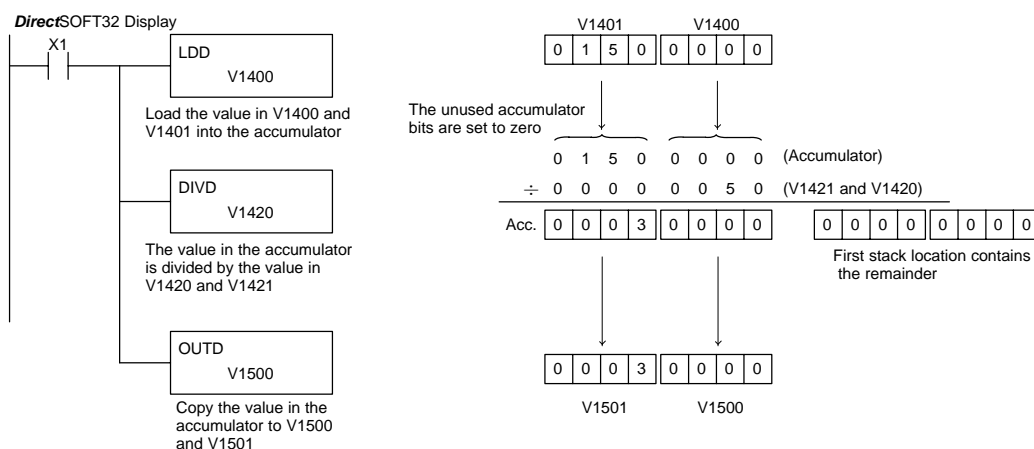 DirectSOFT32 Display
X1
LDD
V1400
Load the value in V1400 and
V1401 into the accumulator
DIVD
V1420
The value in the accumulator
is divided by the value in
V1420 and V1421
OUTD
V1500
Copy the value in the
accumulator to V1500
and V1501
V1401 V1400
0 1 5 0 0 0 0 0
The unused accumulator
bits are set to zero
0 1 5 0 0 0 0 0 (Accumulator)
÷ 0 0 0 0 0 0 5 0 (V1421 and V1420)
Acc. 0 0 0 3 0 0 0 0 0 0 0 0 0 0 0 0
First stack location contains
the remainder
0 0 0 3 0 0 0 0
V1501 V1500